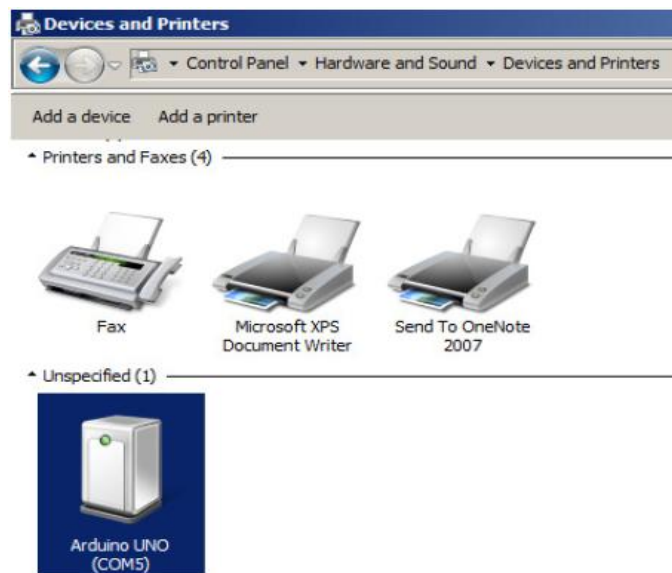 Devices and Printers
Control Panel ▾ Hardware and Sound ▾ Devices and Printers
Add a device Add a printer
Printers and Faxes (4)
Fax
Microsoft XPS
Document Writer
Send To OneNote
2007
Unspecified (1)
Arduino UNO
(COM5)